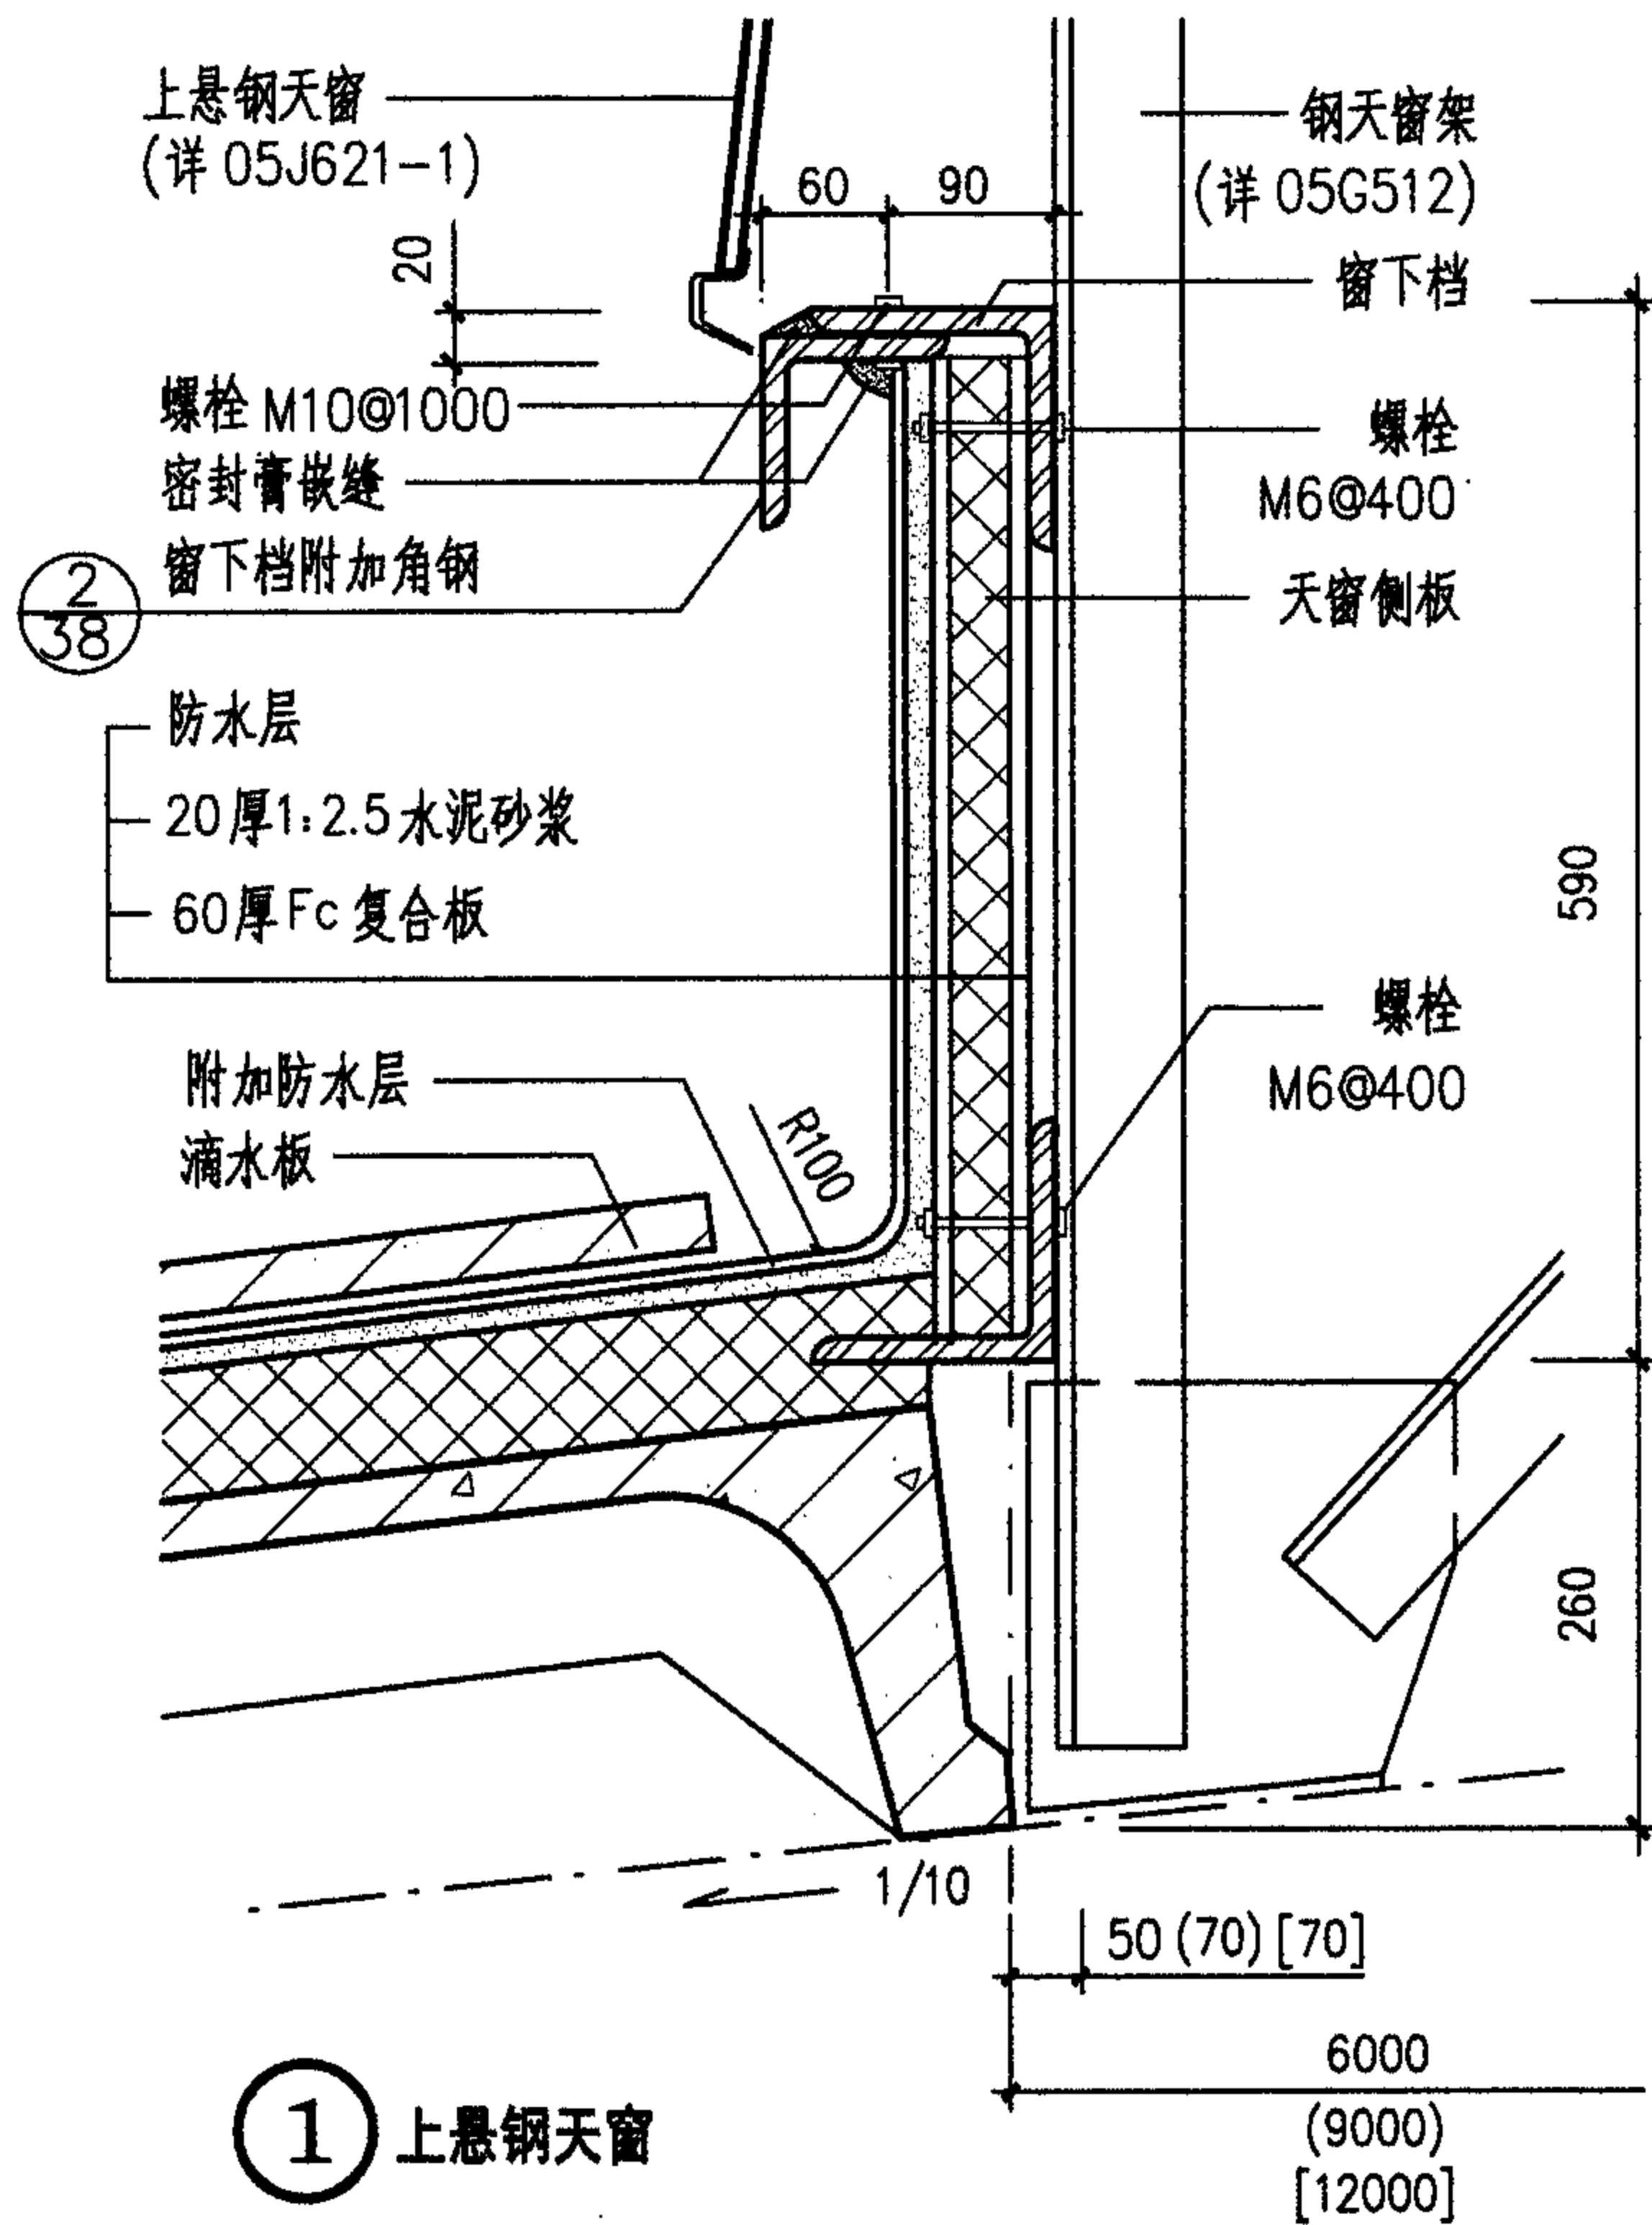 上悬钢天窗
(详 05J621-1)
钢天窗架
(详 05G512)
60
90
20
窗下档
螺栓 M10@1000
密封膏嵌缝
窗下档附加角钢
2
38
螺栓
M6@400
天窗侧板
防水层
20厚1:2.5水泥砂浆
60厚Fc复合板
590
螺栓
M6@400
附加防水层
滴水板
R100
260
1/10
50(70)[70]
6000
(9000)
[12000]
1 上悬钢天窗